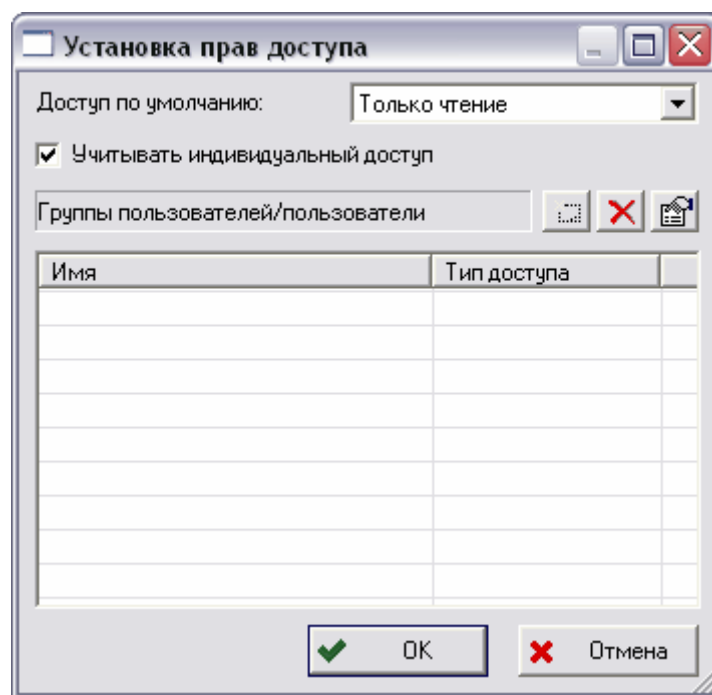 Установка прав доступа
Доступ по умолчанию: Только чтение
Учитывать индивидуальный доступ
Группы пользователей/пользователи
Имя Тип доступа
OK Отмена